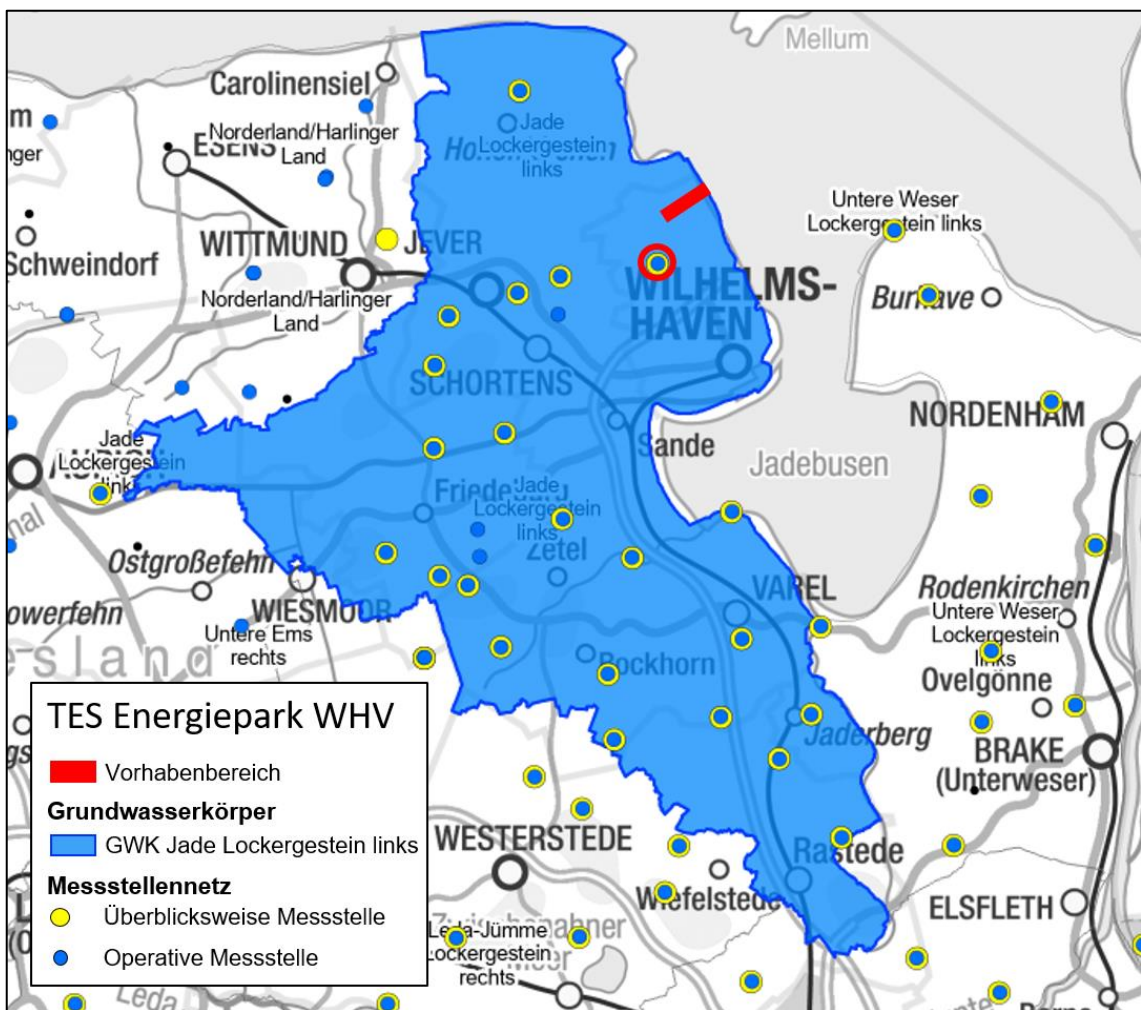 Mellum
Carolinensiel
Norderland/Harlinger
Land
ESENS
Jade
Lockergestein
links
Untere Weser
Lockergestein links
WITTMUND
JEVER
Schweindorf
Norderland/Harlinger
Land
WILHELMS-
HAVEN
Burhave
SCHORTENS
NORDENHAM
Sande
Jade
Lockergestein
links
Jadebusen
Friedeburg
Jade
Lockergestein
links
Zetel
Ostgroßefehn
WIESMOOR
VAREL
Rodenkirchen
Untere Weser
Lockergestein
links
owerfehn
Untere Ems
rechts
esland
Bockhorn
Ovelgönne
Jaderberg
BRAKE
(Unterweser)
TES Energiepark WHV
Vorhabenbereich
Grundwasserkörper
GWK Jade Lockergestein links
Messstellennetz
Überblicksweise Messstelle
Operative Messstelle
WESTERSTEDE
Rastede
Wiefelstede
ELSFLETH
Lockergestein
rechts
Leda